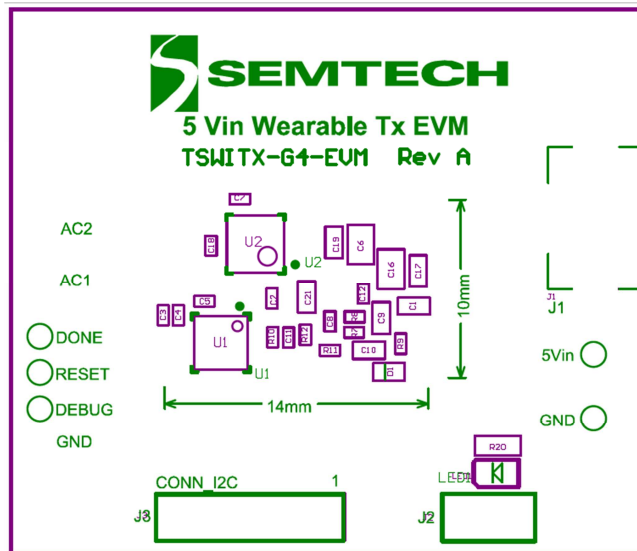 SEMTECH
5 Vin Wearable Tx EVM
TSWITX-G4-EVM Rev A
C7
AC2
C18
U2
U2
C19
C6
C16
C17
AC1
C5
C2
C21
C12
C1
10mm
J1
J1
C3
C4
U1
U1
R10
C11
R12
C8
R6
R7
C9
R11
C10
R9
D1
DONE
RESET
DEBUG
GND
14mm
5Vin
GND
R20
CONN_I2C
1
J3
J2